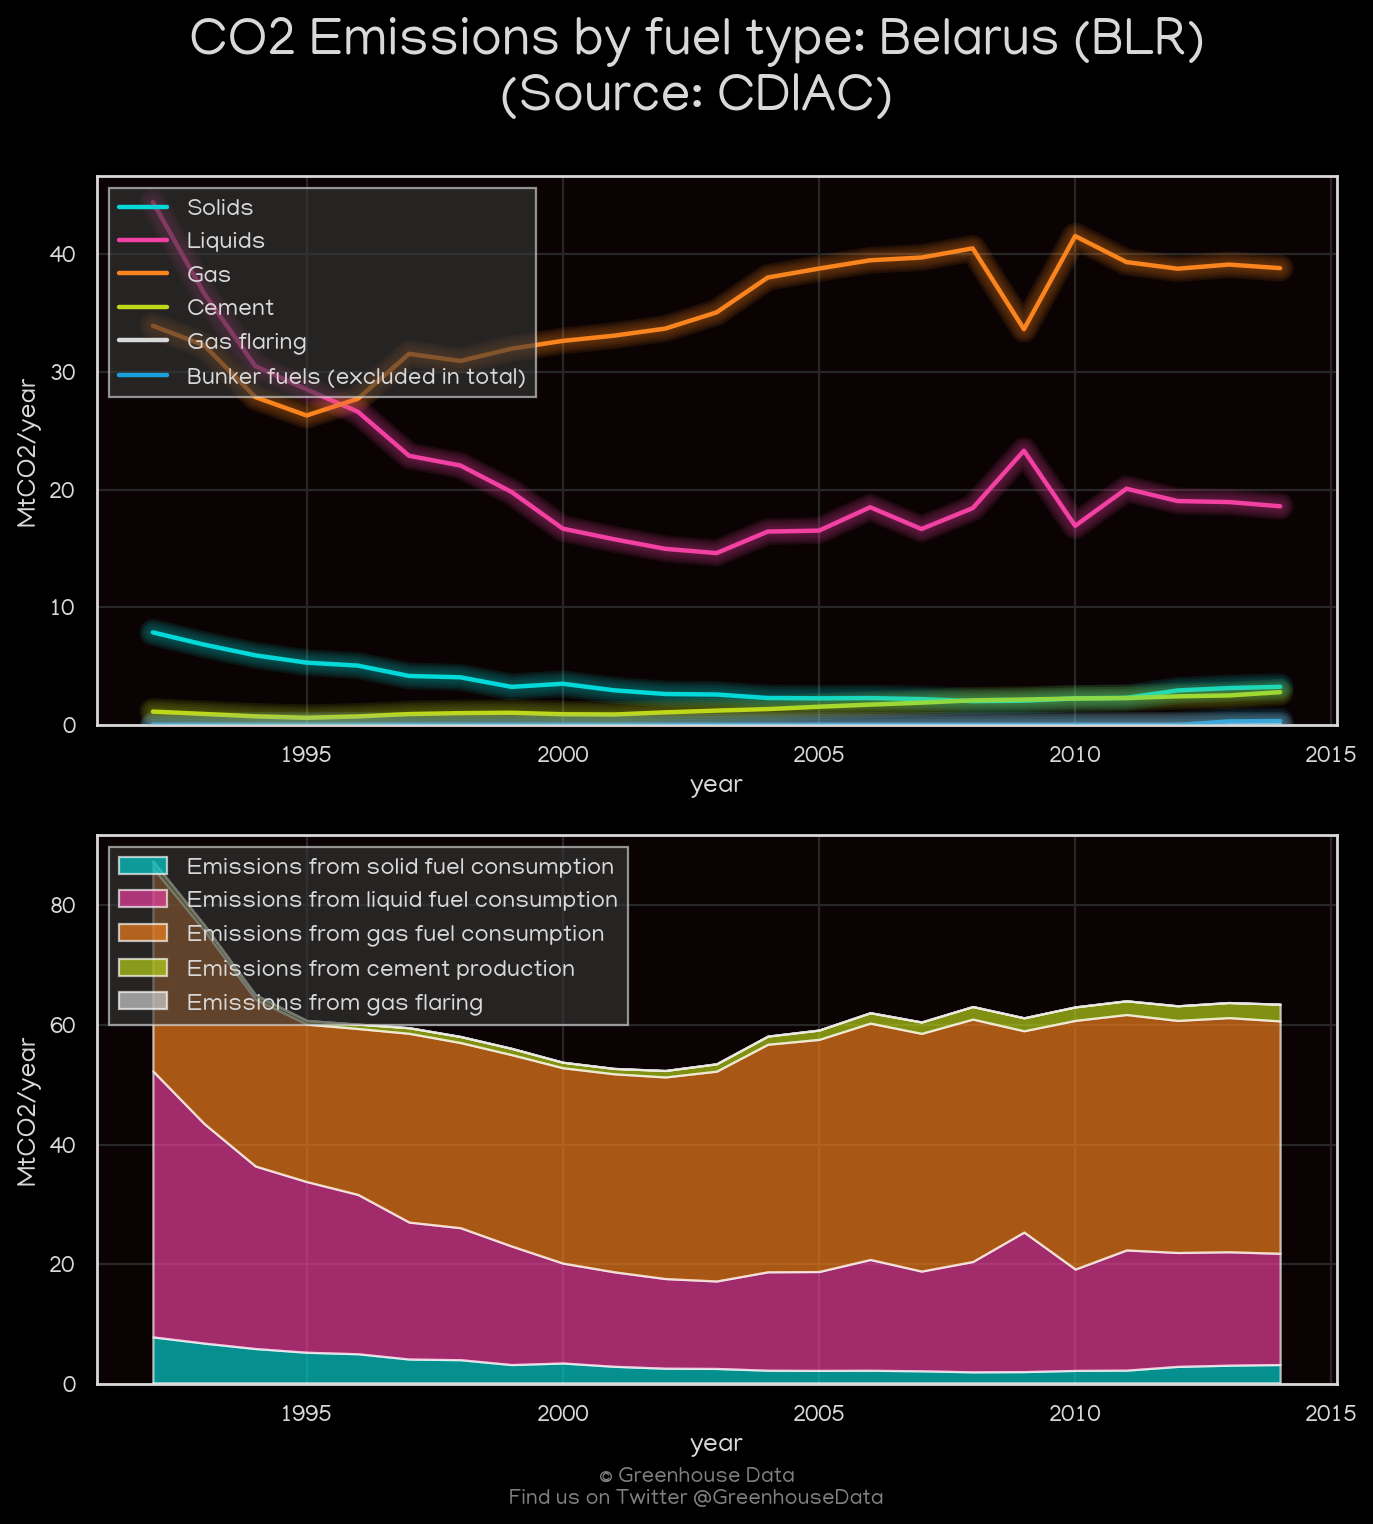 CO2 Emissions by fuel type: Belarus (BLR)
(Source: CDIAC)
Solids
Liquids
Gas
Cement
Gas flaring
Bunker fuels (excluded in total)
MtCO2/year
40
30
20
10
0
1995 2000 2005 2010 2015
year
Emissions from solid fuel consumption
Emissions from liquid fuel consumption
Emissions from gas fuel consumption
Emissions from cement production
Emissions from gas flaring
MtCO2/year
80
60
40
20
0
1995 2000 2005 2010 2015
year
© Greenhouse Data
Find us on Twitter @GreenhouseData